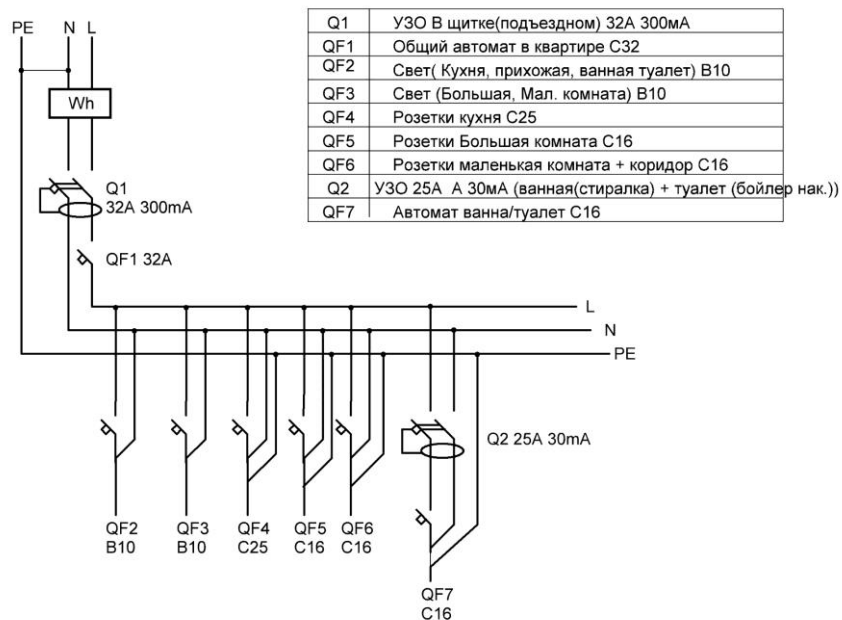 PE N L
Wh
Q1
32A 300mA
QF1 32A
Q1 УЗО В щитке(подъездном) 32А 300мА
QF1 Общий автомат в квартире С32
QF2 Свет( Кухня, прихожая, ванная туалет) В10
QF3 Свет (Большая, Мал. комната) В10
QF4 Розетки кухня С25
QF5 Розетки Большая комната С16
QF6 Розетки маленькая комната + коридор С16
Q2 УЗО 25А А 30мА (ванная(стиралка) + туалет (бойлер нак.))
QF7 Автомат ванна/туалет С16
L
N
PE
Q2 25A 30mA
QF2 QF3 QF4 QF5 QF6
B10 B10 C25 C16 C16
QF7
C16